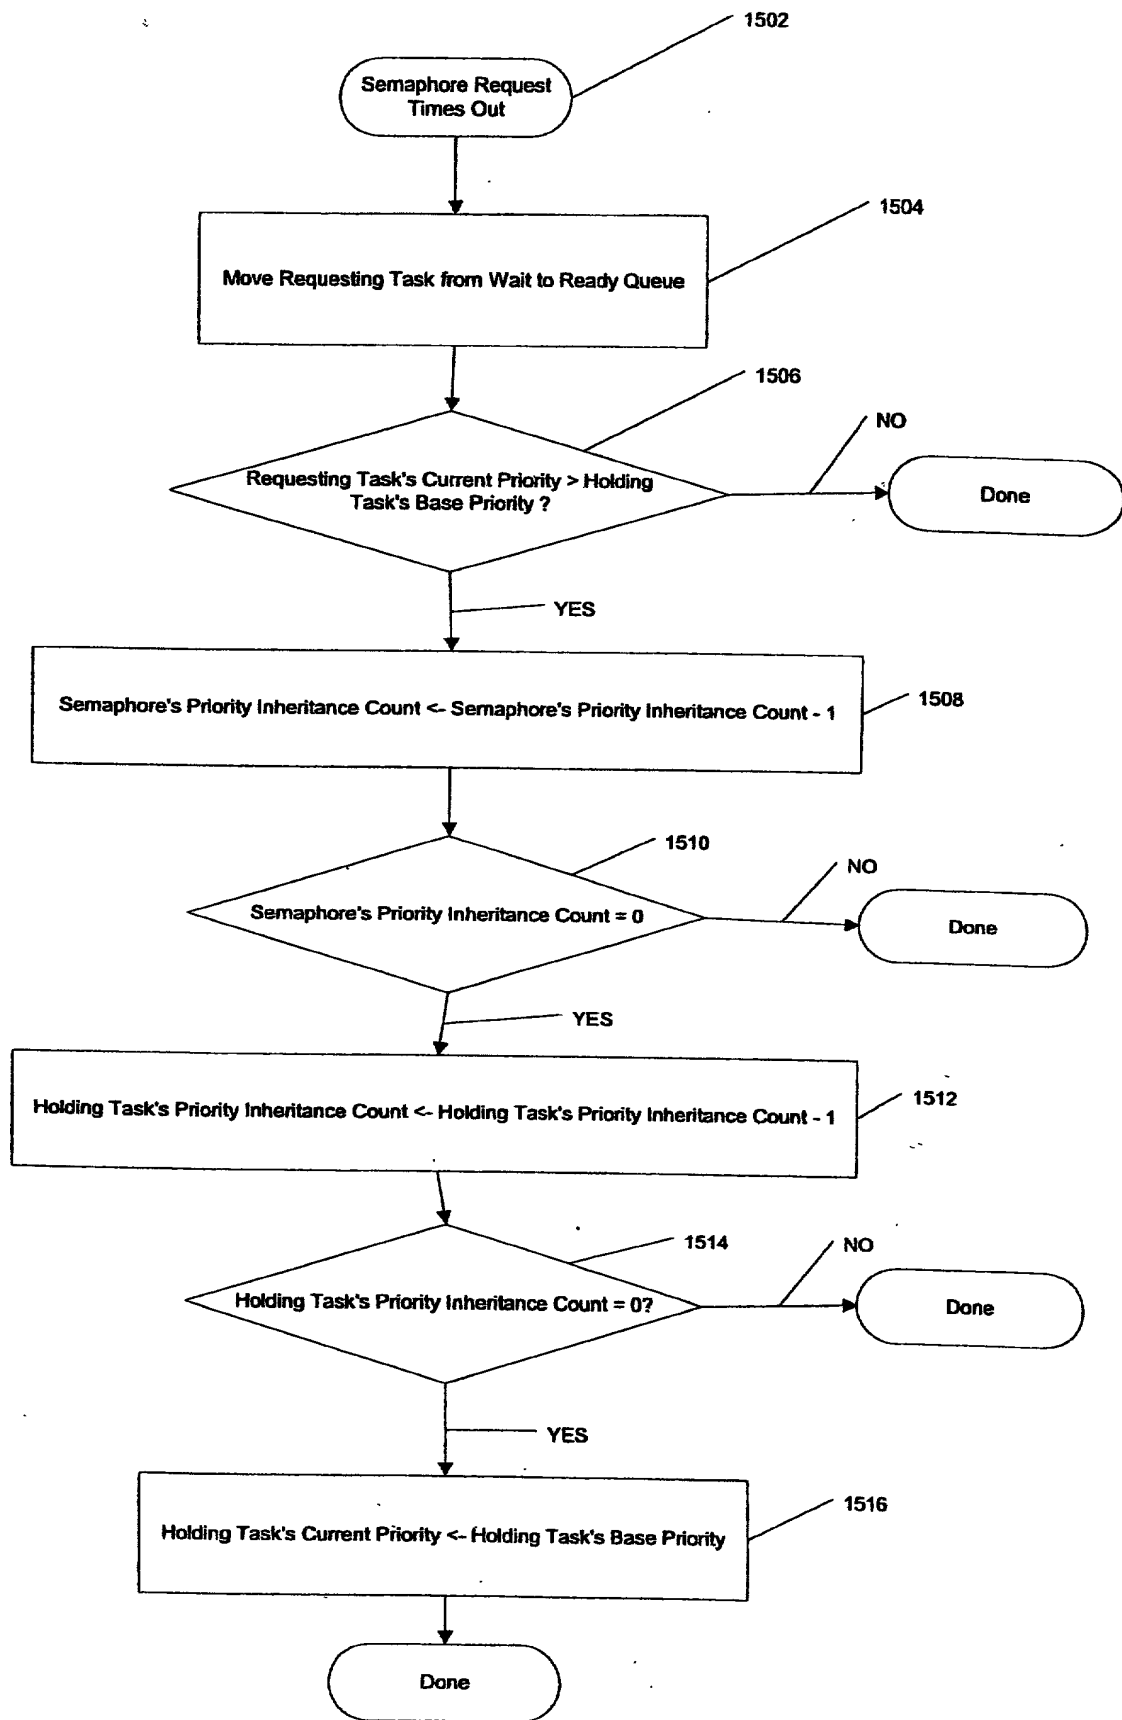 1502
Semaphore Request
Times Out
1504
Move Requesting Task from Wait to Ready Queue
1506
NO
Requesting Task's Current Priority > Holding
Task's Base Priority ?
Done
YES
Semaphore's Priority Inheritance Count <- Semaphore's Priority Inheritance Count - 1
1508
1510
NO
Semaphore's Priority Inheritance Count = 0
Done
YES
Holding Task's Priority Inheritance Count <- Holding Task's Priority Inheritance Count - 1
1512
1514
NO
Holding Task's Priority Inheritance Count = 0?
Done
YES
1516
Holding Task's Current Priority <- Holding Task's Base Priority
Done